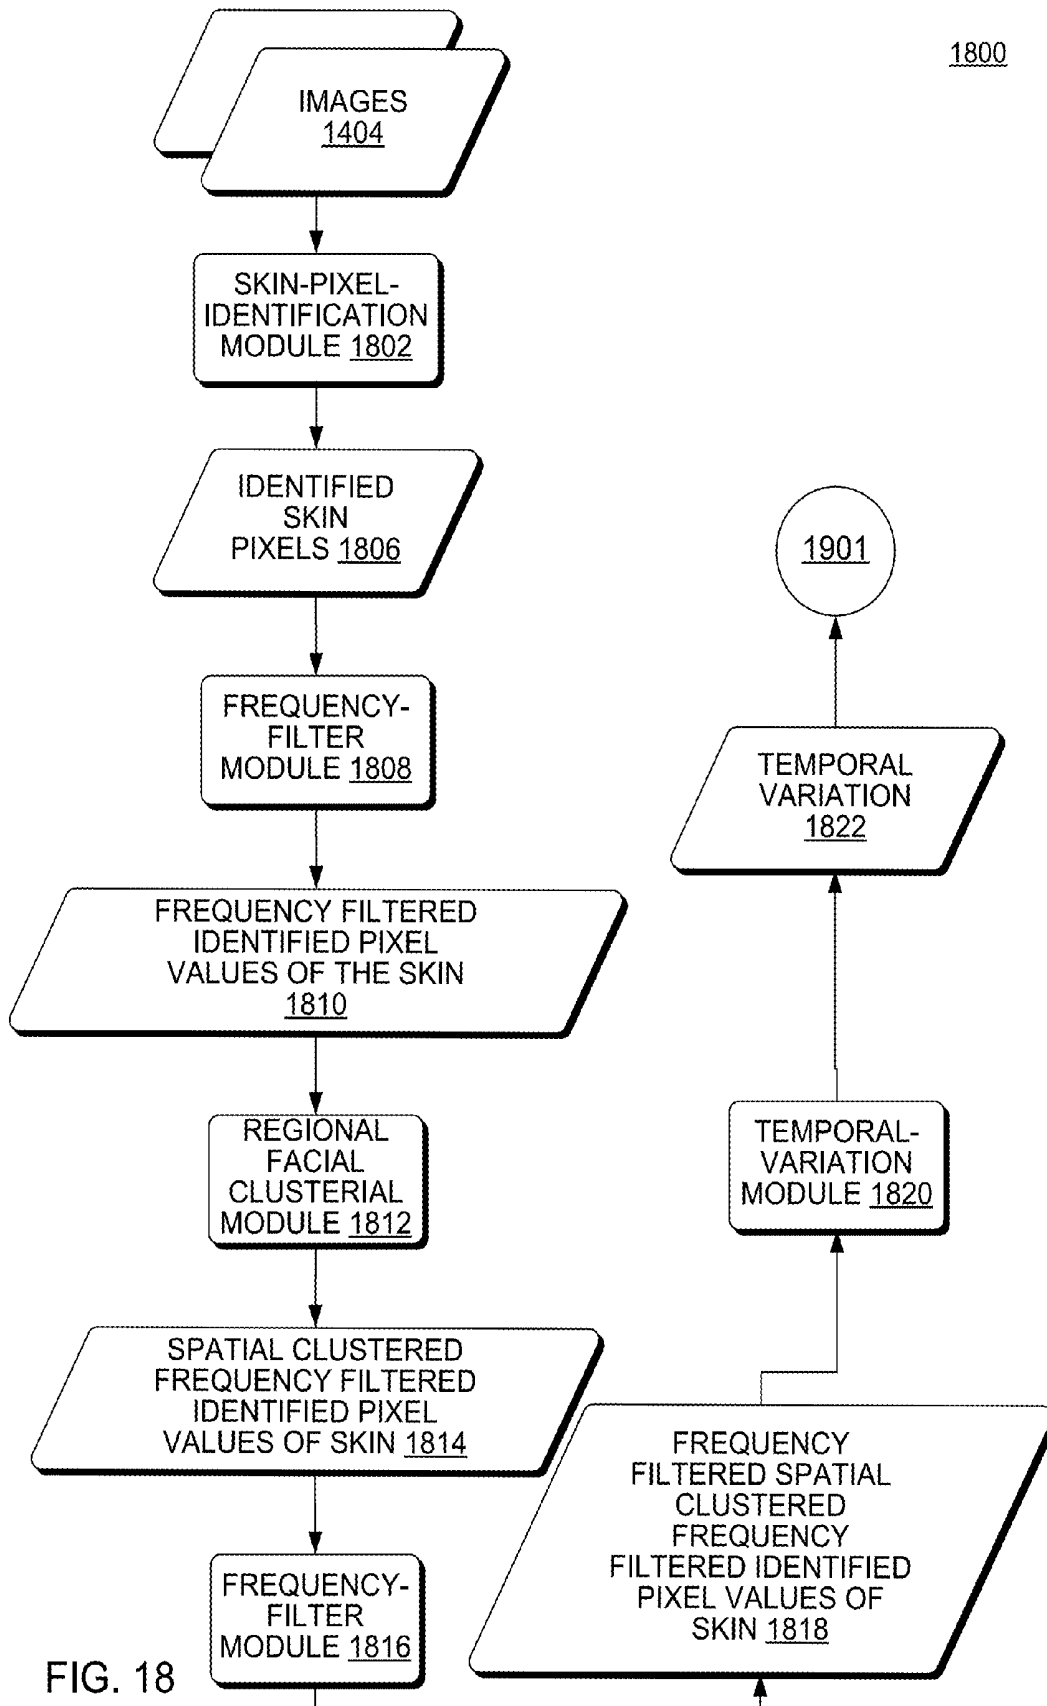 1800
IMAGES
1404
SKIN-PIXEL-
IDENTIFICATION
MODULE 1802
IDENTIFIED
SKIN
PIXELS 1806
FREQUENCY-
FILTER
MODULE 1808
FREQUENCY FILTERED
IDENTIFIED PIXEL
VALUES OF THE SKIN
1810
REGIONAL
FACIAL
CLUSTERIAL
MODULE 1812
SPATIAL CLUSTERED
FREQUENCY FILTERED
IDENTIFIED PIXEL
VALUES OF SKIN 1814
FREQUENCY-
FILTER
MODULE 1816
FREQUENCY
FILTERED SPATIAL
CLUSTERED
FREQUENCY
FILTERED IDENTIFIED
PIXEL VALUES OF
SKIN 1818
TEMPORAL-
VARIATION
MODULE 1820
TEMPORAL
VARIATION
1822
1901
FIG. 18